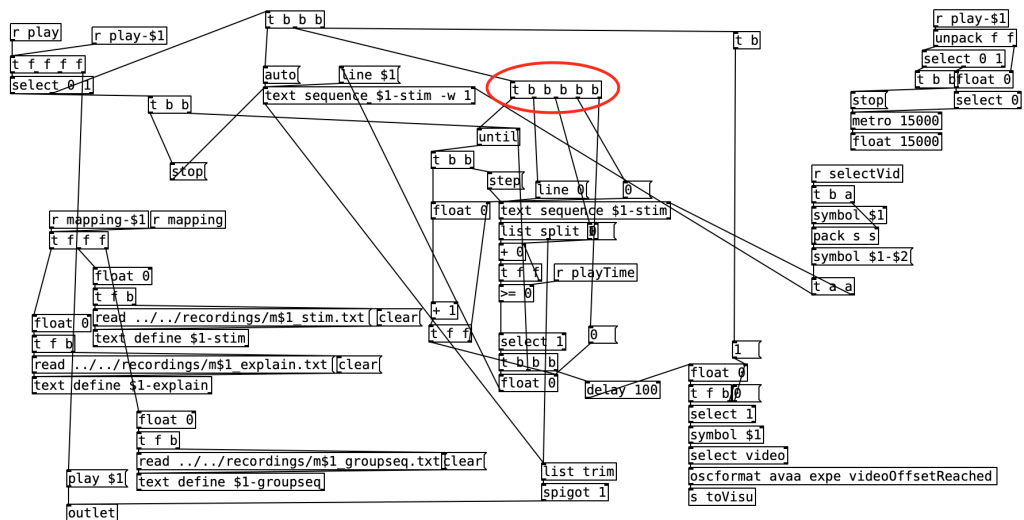 t b b b
r play
r play-$1
t b
r play-$1
unpack f f
t f f f f
select 0 1
select 0 1
auto
line $1
t b b
float 0
text sequence $1-stim -w 1
t b b b b b
t b b
stop
select 0
metro 15000
until
float 15000
t b b
stop
step
r selectVid
line 0
0
t b a
float 0
text sequence $1-stim
symbol $1
r mapping-$1
r mapping
list split
pack s s
t f f f
+ 0
symbol $1-$2
float 0
t f f
r playTime
t a a
t f b
>= 0
read ../../recordings/m$1_stim.txt
clear
+ 1
float 0
text define $1-stim
t f f
select 1
0
t f b
1
read ../../recordings/m$1_explain.txt
clear
t b b b
float 0
text define $1-explain
float 0
delay 100
t f b
0
float 0
select 1
t f b
symbol $1
read ../../recordings/m$1_groupseq.txt
clear
select video
play $1
text define $1-groupseq
list trim
oscformat avaa expe videoOffsetReached
spigot 1
s toVisu
outlet